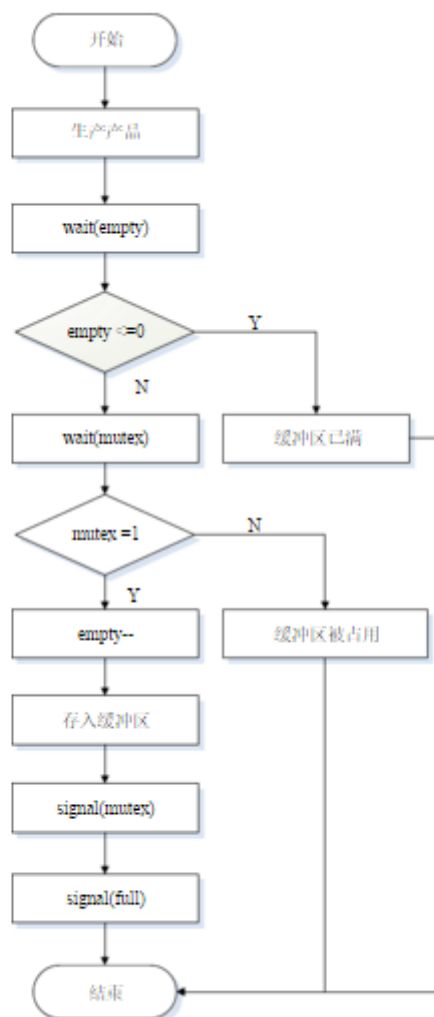 开始
生产产品
wait(empty)
empty <=0
Y
N
wait(mutex)
缓冲区已满
mutex =1
N
Y
empty--
缓冲区被占用
存入缓冲区
signal(mutex)
signal(full)
结束